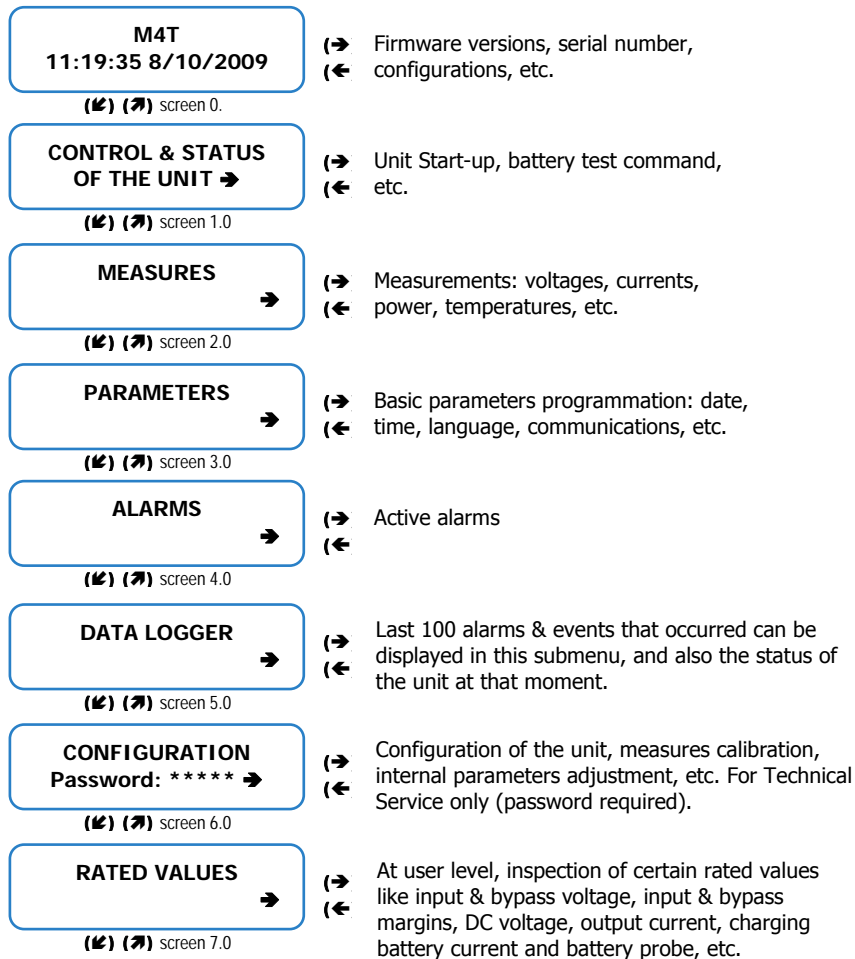 M4T
11:19:35 8/10/2009
(➔ Firmware versions, serial number,
(← configurations, etc.
(↙) (↗) screen 0.
CONTROL & STATUS
OF THE UNIT ➔
(➔ Unit Start-up, battery test command,
(← etc.
(↙) (↗) screen 1.0
MEASURES
➔
(➔ Measurements: voltages, currents,
(← power, temperatures, etc.
(↙) (↗) screen 2.0
PARAMETERS
➔
(➔ Basic parameters programmation: date,
(← time, language, communications, etc.
(↙) (↗) screen 3.0
ALARMS
➔
(➔ Active alarms
(←
(↙) (↗) screen 4.0
DATA LOGGER
➔
(➔ Last 100 alarms & events that occurred can be
(← displayed in this submenu, and also the status of
the unit at that moment.
(↙) (↗) screen 5.0
CONFIGURATION
Password: ***** ➔
(➔ Configuration of the unit, measures calibration,
(← internal parameters adjustment, etc. For Technical
Service only (password required).
(↙) (↗) screen 6.0
RATED VALUES
➔
(➔ At user level, inspection of certain rated values
(← like input & bypass voltage, input & bypass
margins, DC voltage, output current, charging
battery current and battery probe, etc.
(↙) (↗) screen 7.0